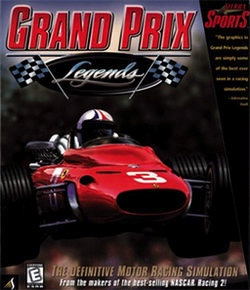 GRAND PRIX
Legends
SPORTS
"The graphics in
Grand Prix Legends
are simply some
of the best ever
seen in a racing
simulation."
3
EVERYONE
E
THE DEFINITIVE MOTOR RACING SIMULATION
From the makers of the best-selling NASCAR Racing 2!